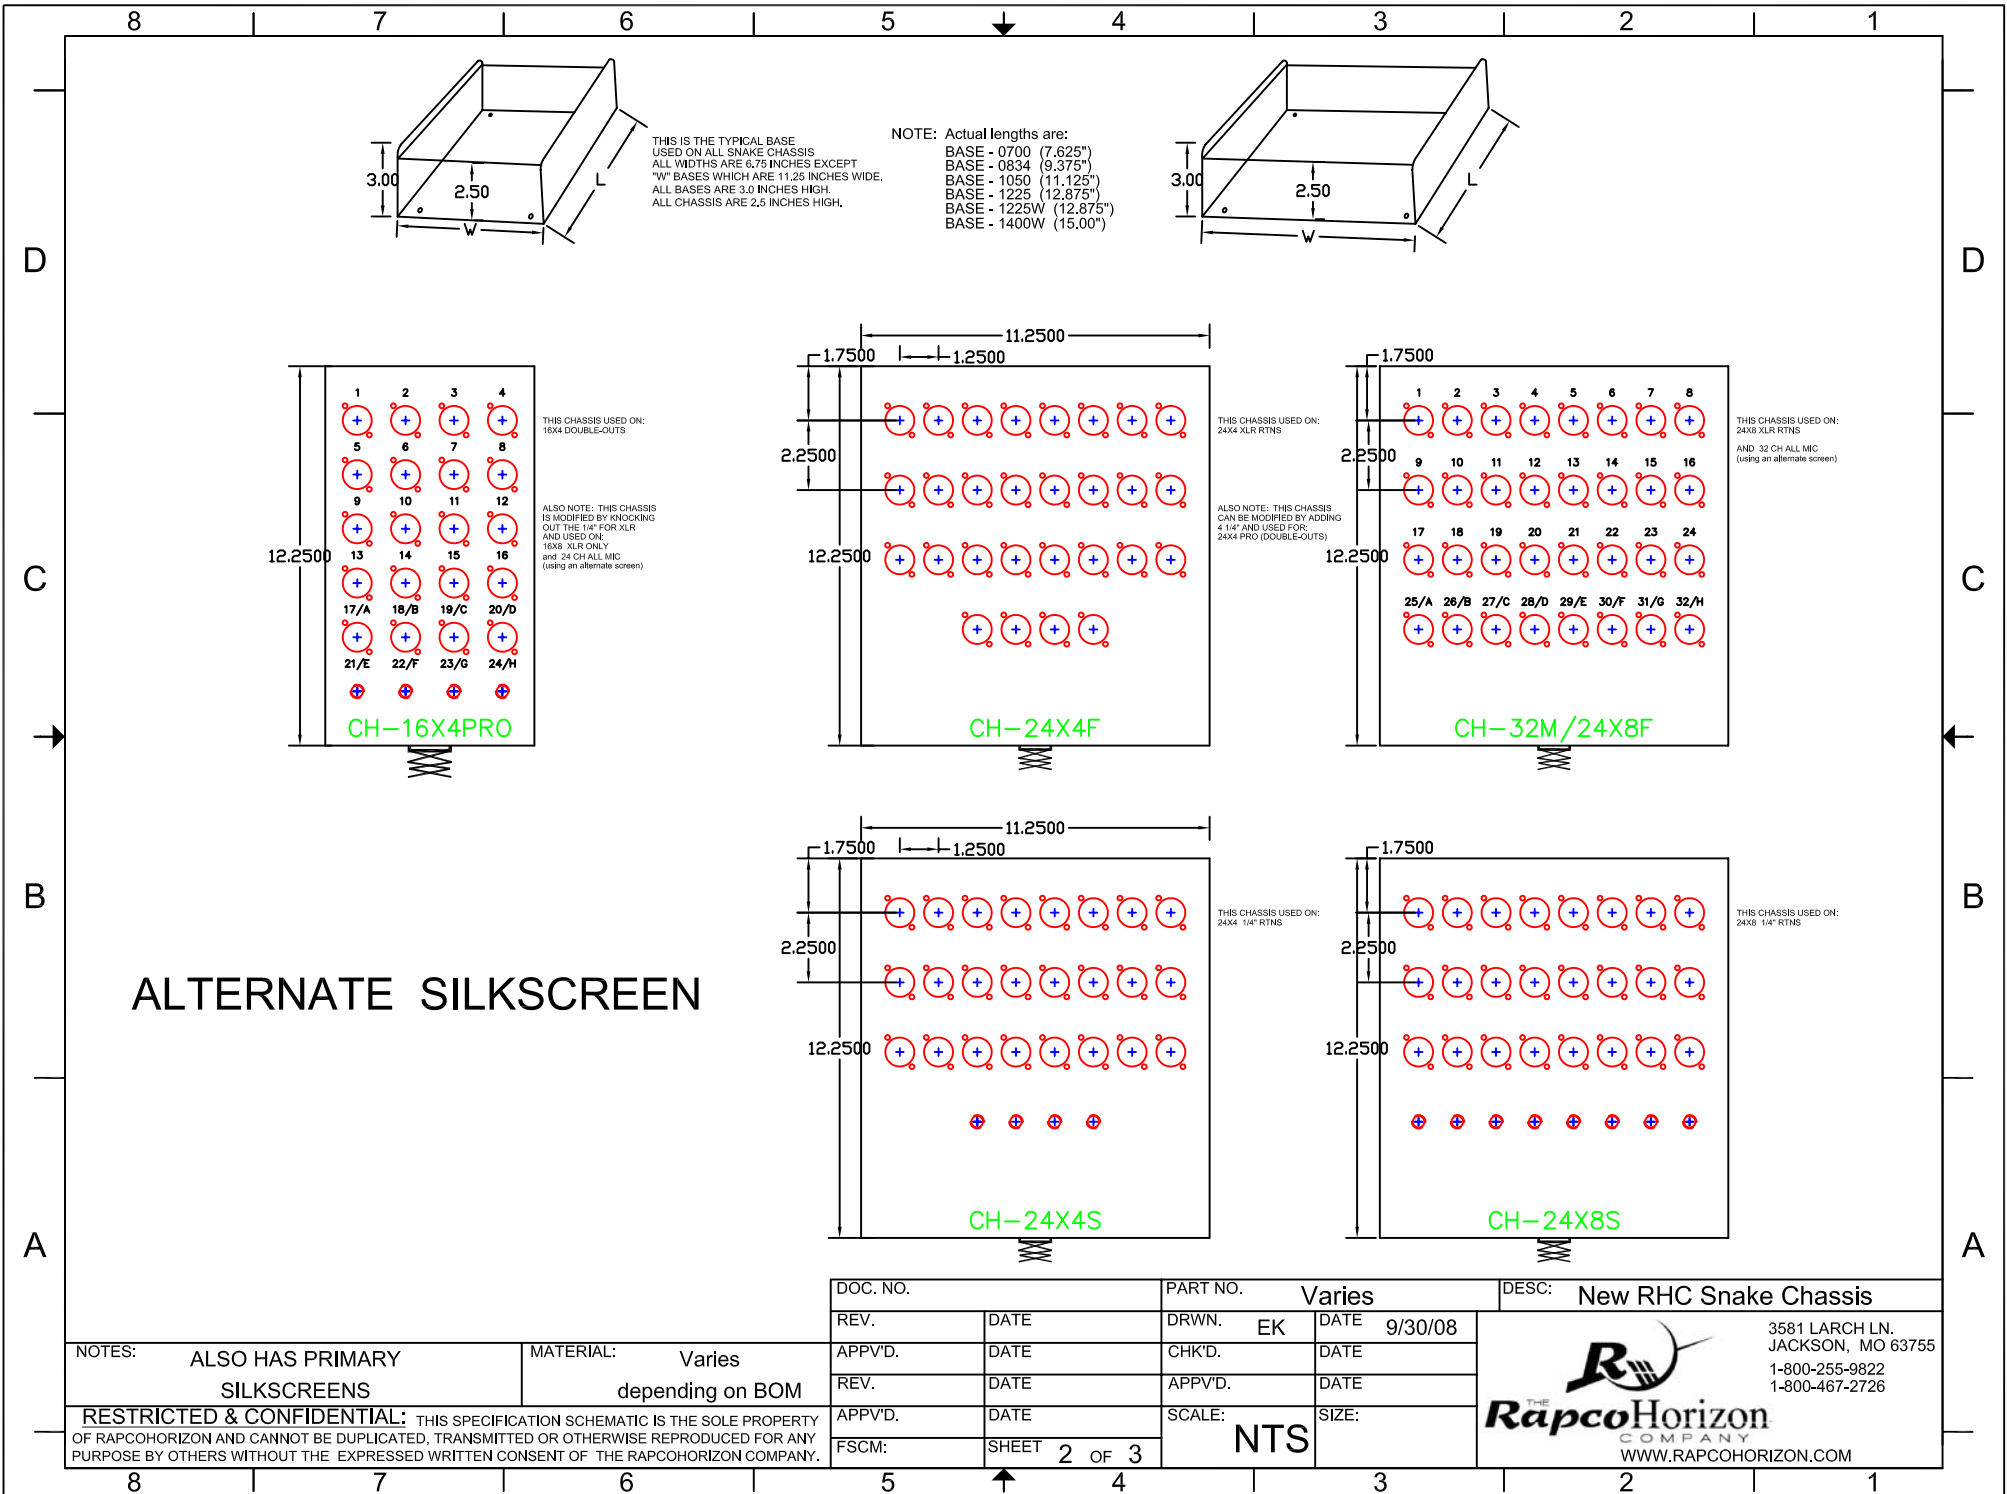 8 7 6 5 4 3 2 1
D
C
B
A
D
C
B
A
3.00
2.50
W
L
THIS IS THE TYPICAL BASE
USED ON ALL SNAKE CHASSIS
ALL WIDTHS ARE 6.75 INCHES EXCEPT
"W" BASES WHICH ARE 11.25 INCHES WIDE.
ALL BASES ARE 3.0 INCHES HIGH.
ALL CHASSIS ARE 2.5 INCHES HIGH.
NOTE: Actual lengths are:
BASE - 0700 (7.625")
BASE - 0834 (9.375")
BASE - 1050 (11.125")
BASE - 1225 (12.875")
BASE - 1225W (12.875")
BASE - 1400W (15.00")
3.00
2.50
W
L
12.2500
1 2 3 4
5 6 7 8
9 10 11 12
13 14 15 16
17/A 18/B 19/C 20/D
21/E 22/F 23/G 24/H
CH-16X4PRO
THIS CHASSIS USED ON:
16X4 DOUBLE-OUTS
ALSO NOTE: THIS CHASSIS
IS MODIFIED BY KNOCKING
OUT THE 1/4" FOR XLR
AND USED ON:
16X8 XLR ONLY
and 24 CH ALL MIC
(using an alternate screen)
11.2500
1.7500
1.2500
2.2500
12.2500
CH-24X4F
THIS CHASSIS USED ON:
24X4 XLR RTNS
ALSO NOTE: THIS CHASSIS
CAN BE MODIFIED BY ADDING
4 1/4" AND USED FOR:
24X4 PRO (DOUBLE-OUTS)
1.7500
2.2500
12.2500
1 2 3 4 5 6 7 8
9 10 11 12 13 14 15 16
17 18 19 20 21 22 23 24
25/A 26/B 27/C 28/D 29/E 30/F 31/G 32/H
CH-32M/24X8F
THIS CHASSIS USED ON:
24X8 XLR RTNS
AND 32 CH ALL MIC
(using an alternate screen)
ALTERNATE SILKSCREEN
11.2500
1.7500
1.2500
2.2500
12.2500
CH-24X4S
THIS CHASSIS USED ON:
24X4 1/4" RTNS
1.7500
2.2500
12.2500
CH-24X8S
THIS CHASSIS USED ON:
24X8 1/4" RTNS
NOTES: ALSO HAS PRIMARY
SILKSCREENS
MATERIAL: Varies
depending on BOM
RESTRICTED & CONFIDENTIAL: THIS SPECIFICATION SCHEMATIC IS THE SOLE PROPERTY
OF RAPCOHORIZON AND CANNOT BE DUPLICATED, TRANSMITTED OR OTHERWISE REPRODUCED FOR ANY
PURPOSE BY OTHERS WITHOUT THE EXPRESSED WRITTEN CONSENT OF THE RAPCOHORIZON COMPANY.
DOC. NO.
PART NO. Varies
DESC: New RHC Snake Chassis
REV. DATE DRWN. EK DATE 9/30/08
APPV'D. DATE CHK'D. DATE
REV. DATE APPV'D. DATE
APPV'D. DATE SCALE: NTS SIZE:
FSCM: SHEET 2 OF 3
R
THE
RapcoHorizon
COMPANY
3581 LARCH LN.
JACKSON, MO 63755
1-800-255-9822
1-800-467-2726
WWW.RAPCOHORIZON.COM
8 7 6 5 4 3 2 1